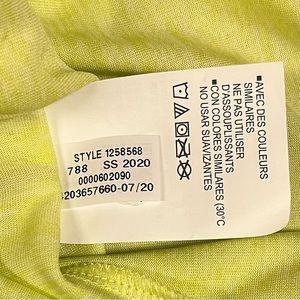 STYLE 1258568
788 SS 2020
0000602090
203657660-07/20
•AVEC DES COULEURS
SIMILAIRES
NE PAS UTILISER
D'ASSOUPLISSANTS
•CON COLORES SIMILARES (30°C
NO USAR SUAVIZANTES